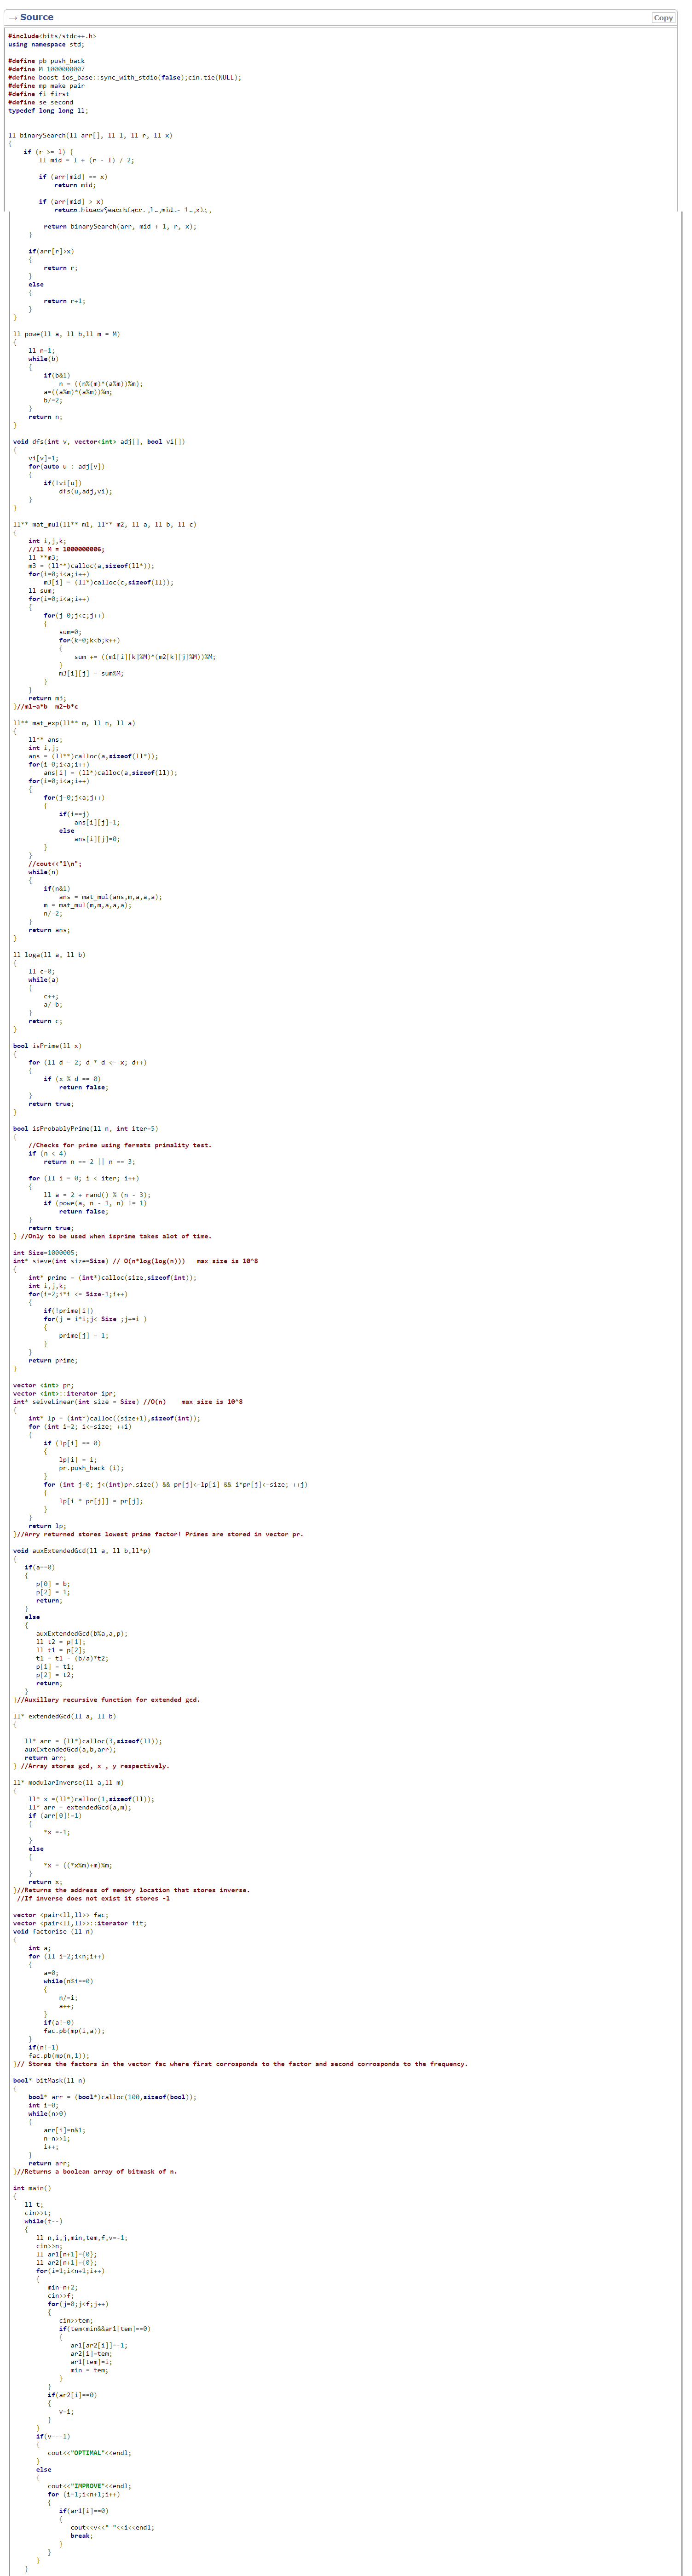 → Source
Copy
#include<bits/stdc++.h>
using namespace std;
#define pb push_back
#define M 1000000007
#define boost ios_base::sync_with_stdio(false);cin.tie(NULL);
#define mp make_pair
#define fi first
#define se second
typedef long long ll;
ll binarySearch(ll arr[], ll l, ll r, ll x)
{
if (r >= l) {
ll mid = l + (r - l) / 2;
if (arr[mid] == x)
return mid;
if (arr[mid] > x)
return binarySearch(arr, l, mid - 1, x);
return binarySearch(arr, mid + 1, r, x);
}
if(arr[r]>x)
{
return r;
}
else
{
return r+1;
}
}
ll powe(ll a, ll b,ll m = M)
{
ll n=1;
while(b)
{
if(b&1)
n = ((n%(m)*(a%m))%m);
a=((a%m)*(a%m))%m;
b/=2;
}
return n;
}
void dfs(int v, vector<int> adj[], bool vi[])
{
vi[v]=1;
for(auto u : adj[v])
{
if(!vi[u])
dfs(u,adj,vi);
}
}
ll** mat_mul(ll** m1, ll** m2, ll a, ll b, ll c)
{
int i,j,k;
//ll M = 1000000006;
ll **m3;
m3 = (ll**)calloc(a,sizeof(ll*));
for(i=0;i<a;i++)
m3[i] = (ll*)calloc(c,sizeof(ll));
ll sum;
for(i=0;i<a;i++)
{
for(j=0;j<c;j++)
{
sum=0;
for(k=0;k<b;k++)
{
sum += ((m1[i][k]%M)*(m2[k][j]%M))%M;
}
m3[i][j] = sum%M;
}
}
return m3;
}//m1~a*b  m2~b*c
ll** mat_exp(ll** m, ll n, ll a)
{
ll** ans;
int i,j;
ans = (ll**)calloc(a,sizeof(ll*));
for(i=0;i<a;i++)
ans[i] = (ll*)calloc(a,sizeof(ll));
for(i=0;i<a;i++)
{
for(j=0;j<a;j++)
{
if(i==j)
ans[i][j]=1;
else
ans[i][j]=0;
}
}
//cout<<"1\n";
while(n)
{
if(n&1)
ans = mat_mul(ans,m,a,a,a);
m = mat_mul(m,m,a,a,a);
n/=2;
}
return ans;
}
ll loga(ll a, ll b)
{
ll c=0;
while(a)
{
c++;
a/=b;
}
return c;
}
bool isPrime(ll x)
{
for (ll d = 2; d * d <= x; d++)
{
if (x % d == 0)
return false;
}
return true;
}
bool isProbablyPrime(ll n, int iter=5)
{
//Checks for prime using fermats primality test.
if (n < 4)
return n == 2 || n == 3;
for (ll i = 0; i < iter; i++)
{
ll a = 2 + rand() % (n - 3);
if (powe(a, n - 1, n) != 1)
return false;
}
return true;
} //Only to be used when isprime takes alot of time.
int Size=1000005;
int* sieve(int size=Size) // O(n*log(log(n)))   max size is 10^8
{
int* prime = (int*)calloc(size,sizeof(int));
int i,j,k;
for(i=2;i*i <= Size-1;i++)
{
if(!prime[i])
for(j = i*i;j< Size ;j+=i )
{
prime[j] = 1;
}
}
return prime;
}
vector <int> pr;
vector <int>::iterator ipr;
int* seiveLinear(int size = Size) //O(n)    max size is 10^8
{
int* lp = (int*)calloc((size+1),sizeof(int));
for (int i=2; i<=size; ++i)
{
if (lp[i] == 0)
{
lp[i] = i;
pr.push_back (i);
}
for (int j=0; j<(int)pr.size() && pr[j]<=lp[i] && i*pr[j]<=size; ++j)
{
lp[i * pr[j]] = pr[j];
}
}
return lp;
}//Arry returned stores lowest prime factor! Primes are stored in vector pr.
void auxExtendedGcd(ll a, ll b,ll*p)
{
if(a==0)
{
p[0] = b;
p[2] = 1;
return;
}
else
{
auxExtendedGcd(b%a,a,p);
ll t2 = p[1];
ll t1 = p[2];
t1 = t1 - (b/a)*t2;
p[1] = t1;
p[2] = t2;
return;
}
}//Auxillary recursive function for extended gcd.
ll* extendedGcd(ll a, ll b)
{
ll* arr = (ll*)calloc(3,sizeof(ll));
auxExtendedGcd(a,b,arr);
return arr;
} //Array stores gcd, x , y respectively.
ll* modularInverse(ll a,ll m)
{
ll* x =(ll*)calloc(1,sizeof(ll));
ll* arr = extendedGcd(a,m);
if (arr[0]!=1)
{
*x =-1;
}
else
{
*x = ((*x%m)+m)%m;
}
return x;
}//Returns the address of memory location that stores inverse.
//If inverse does not exist it stores -1
vector <pair<ll,ll>> fac;
vector <pair<ll,ll>>::iterator fit;
void factorise (ll n)
{
int a;
for (ll i=2;i<n;i++)
{
a=0;
while(n%i==0)
{
n/=i;
a++;
}
if(a!=0)
fac.pb(mp(i,a));
}
if(n!=1)
fac.pb(mp(n,1));
}// Stores the factors in the vector fac where first corrosponds to the factor and second corrosponds to the frequency.
bool* bitMask(ll n)
{
bool* arr = (bool*)calloc(100,sizeof(bool));
int i=0;
while(n>0)
{
arr[i]=n&1;
n=n>>1;
i++;
}
return arr;
}//Returns a boolean array of bitmask of n.
int main()
{
ll t;
cin>>t;
while(t--)
{
ll n,i,j,min,tem,f,v=-1;
cin>>n;
ll ar1[n+1]={0};
ll ar2[n+1]={0};
for(i=1;i<n+1;i++)
{
min=n+2;
cin>>f;
for(j=0;j<f;j++)
{
cin>>tem;
if(tem<min&&ar1[tem]==0)
{
ar1[ar2[i]]=-1;
ar2[i]=tem;
ar1[tem]=i;
min = tem;
}
}
if(ar2[i]==0)
{
v=i;
}
}
if(v==-1)
{
cout<<"OPTIMAL"<<endl;
}
else
{
cout<<"IMPROVE"<<endl;
for (i=1;i<n+1;i++)
{
if(ar1[i]==0)
{
cout<<v<<" "<<i<<endl;
break;
}
}
}
}